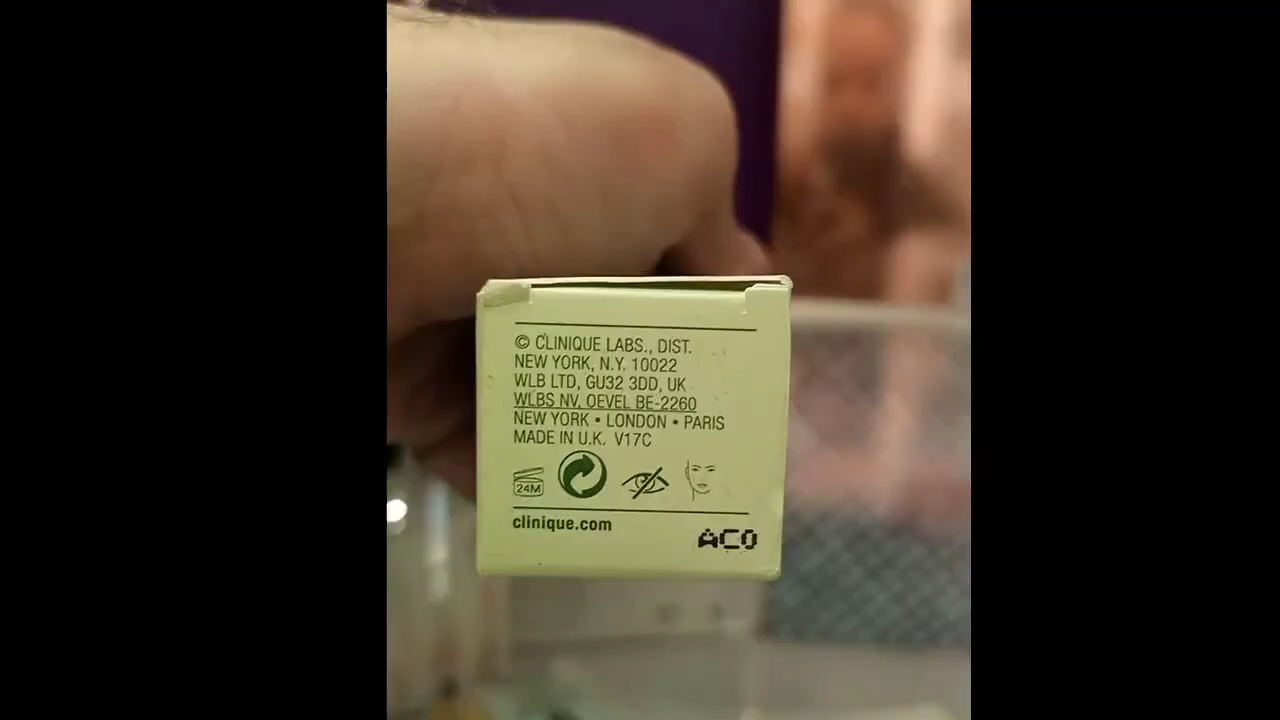 © CLINIQUE LABS., DIST.
NEW YORK, N.Y. 10022
WLB LTD, GU32 3DD, UK
WLBS NV, OEVEL BE-2260
NEW YORK • LONDON • PARIS
MADE IN U.K. V17C
24M
clinique.com
AC0